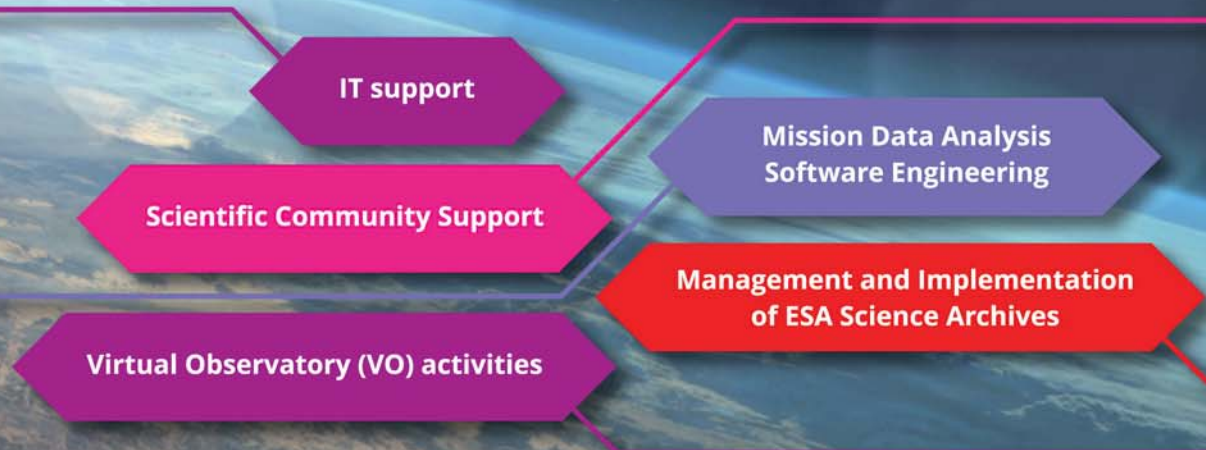 IT support
Mission Data Analysis
Software Engineering
Scientific Community Support
Management and Implementation
of ESA Science Archives
Virtual Observatory (VO) activities